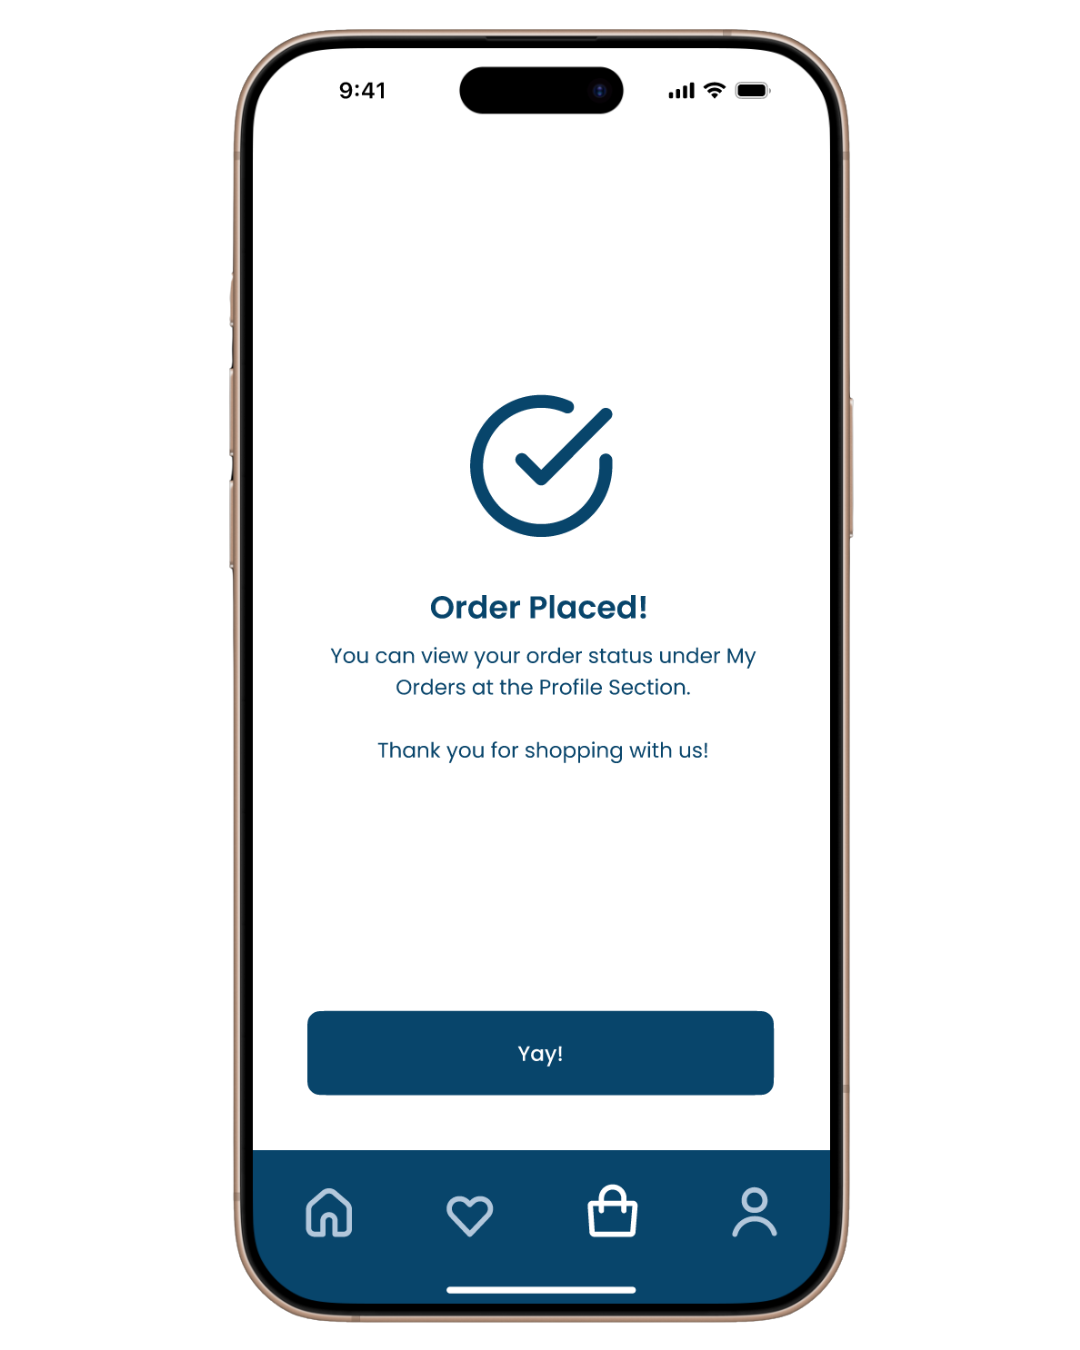 9:41
Order Placed!
You can view your order status under My
Orders at the Profile Section.
Thank you for shopping with us!
Yay!